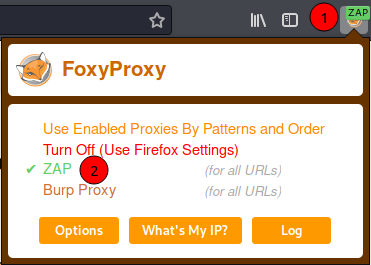 1
ZAP
FoxyProxy
Use Enabled Proxies By Patterns and Order
Turn Off (Use Firefox Settings)
✔ ZAP 2 (for all URLs)
Burp Proxy (for all URLs)
Options What's My IP? Log